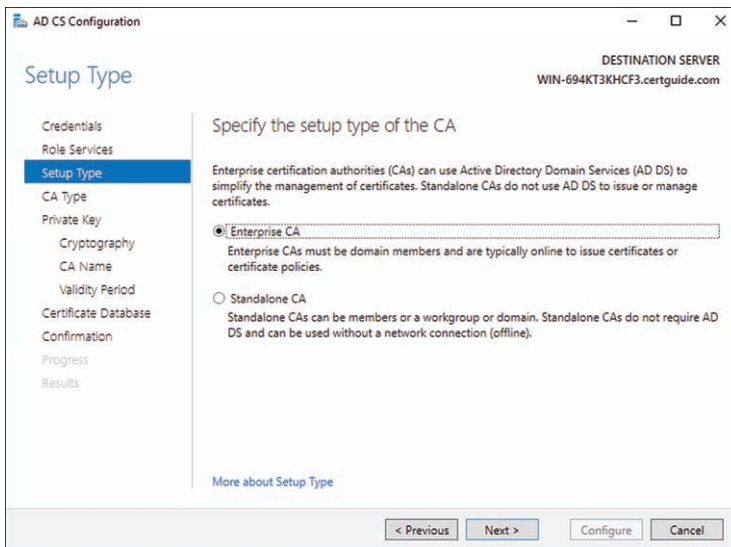 AD CS Configuration
Setup Type
DESTINATION SERVER
WIN-694KT3KHCF3.certguide.com
Credentials
Role Services
Setup Type
CA Type
Private Key
Cryptography
CA Name
Validity Period
Certificate Database
Confirmation
Progress
Results
Specify the setup type of the CA
Enterprise certification authorities (CAs) can use Active Directory Domain Services (AD DS) to
simplify the management of certificates. Standalone CAs do not use AD DS to issue or manage
certificates.
Enterprise CA
Enterprise CAs must be domain members and are typically online to issue certificates or
certificate policies.
Standalone CA
Standalone CAs can be members or a workgroup or domain. Standalone CAs do not require AD
DS and can be used without a network connection (offline).
More about Setup Type
< Previous
Next >
Configure
Cancel